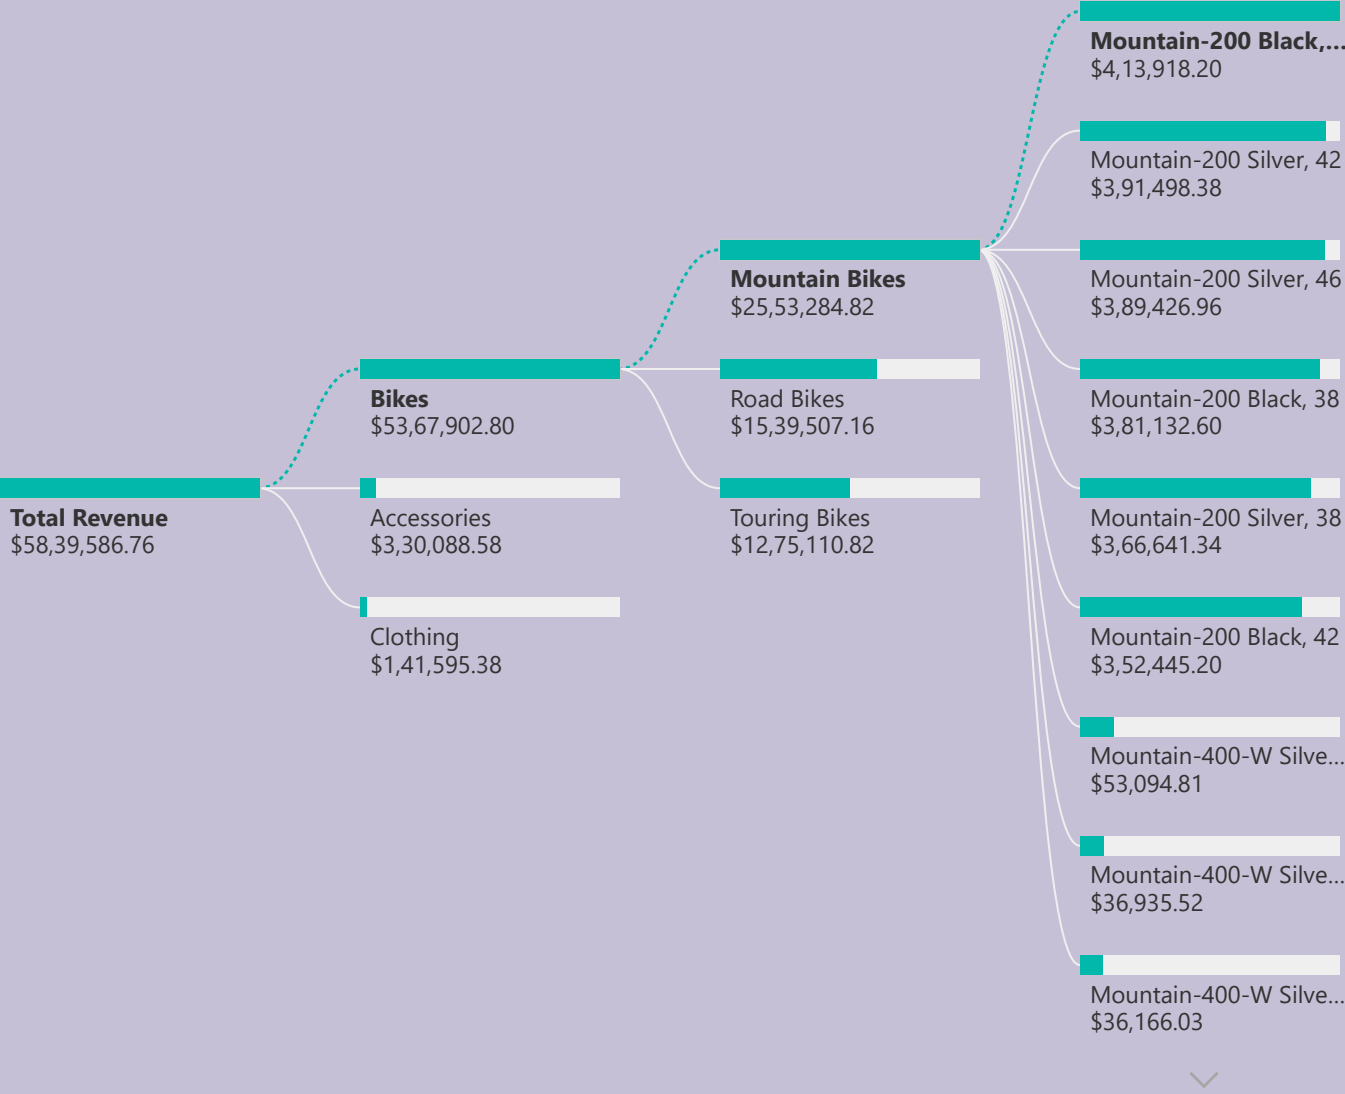 Total Revenue
$58,39,586.76
Bikes
$53,67,902.80
Accessories
$3,30,088.58
Clothing
$1,41,595.38
Mountain Bikes
$25,53,284.82
Road Bikes
$15,39,507.16
Touring Bikes
$12,75,110.82
Mountain-200 Black,...
$4,13,918.20
Mountain-200 Silver, 42
$3,91,498.38
Mountain-200 Silver, 46
$3,89,426.96
Mountain-200 Black, 38
$3,81,132.60
Mountain-200 Silver, 38
$3,66,641.34
Mountain-200 Black, 42
$3,52,445.20
Mountain-400-W Silve...
$53,094.81
Mountain-400-W Silve...
$36,935.52
Mountain-400-W Silve...
$36,166.03